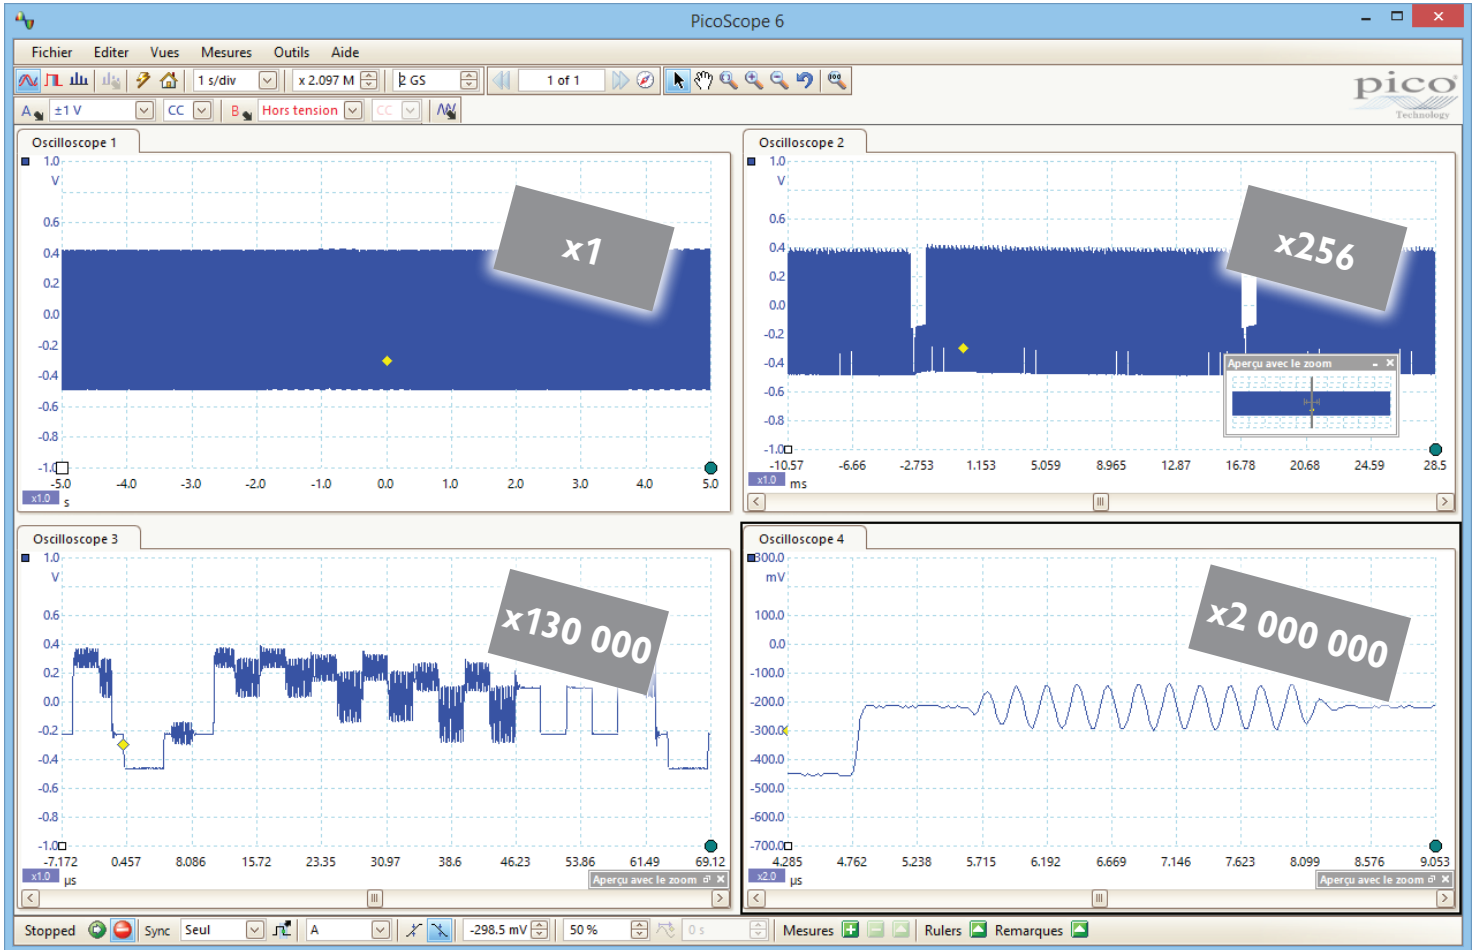 PicoScope 6
Fichier Editer Vues Mesures Outils Aide
1 s/div x 2.097 M 2 GS 1 of 1
pico
Technology
A ±1 V CC B Hors tension CC
Oscilloscope 1
1.0
V
0.6
0.4
0.2
0.0
-0.2
-0.4
-0.6
-0.8
-1.0
-5.0 -4.0 -3.0 -2.0 -1.0 0.0 1.0 2.0 3.0 4.0 5.0
x1.0 s
x1
Oscilloscope 2
1.0
V
0.6
0.4
0.2
0.0
-0.2
-0.4
-0.6
-0.8
-1.0
-10.57 -6.66 -2.753 1.153 5.059 8.965 12.87 16.78 20.68 24.59 28.5
x1.0 ms
x256
Aperçu avec le zoom
Oscilloscope 3
1.0
V
0.6
0.4
0.2
0.0
-0.2
-0.4
-0.6
-0.8
-1.0
-7.172 0.457 8.086 15.72 23.35 30.97 38.6 46.23 53.86 61.49 69.12
x1.0 µs
x130 000
Aperçu avec le zoom
Oscilloscope 4
300.0
mV
100.0
0.0
-100.0
-200.0
-300.0
-400.0
-500.0
-600.0
-700.0
4.285 4.762 5.238 5.715 6.192 6.669 7.146 7.623 8.099 8.576 9.053
x2.0 µs
x2 000 000
Aperçu avec le zoom
Stopped Sync Seul A -298.5 mV 50 % 0 s Mesures Rulers Remarques